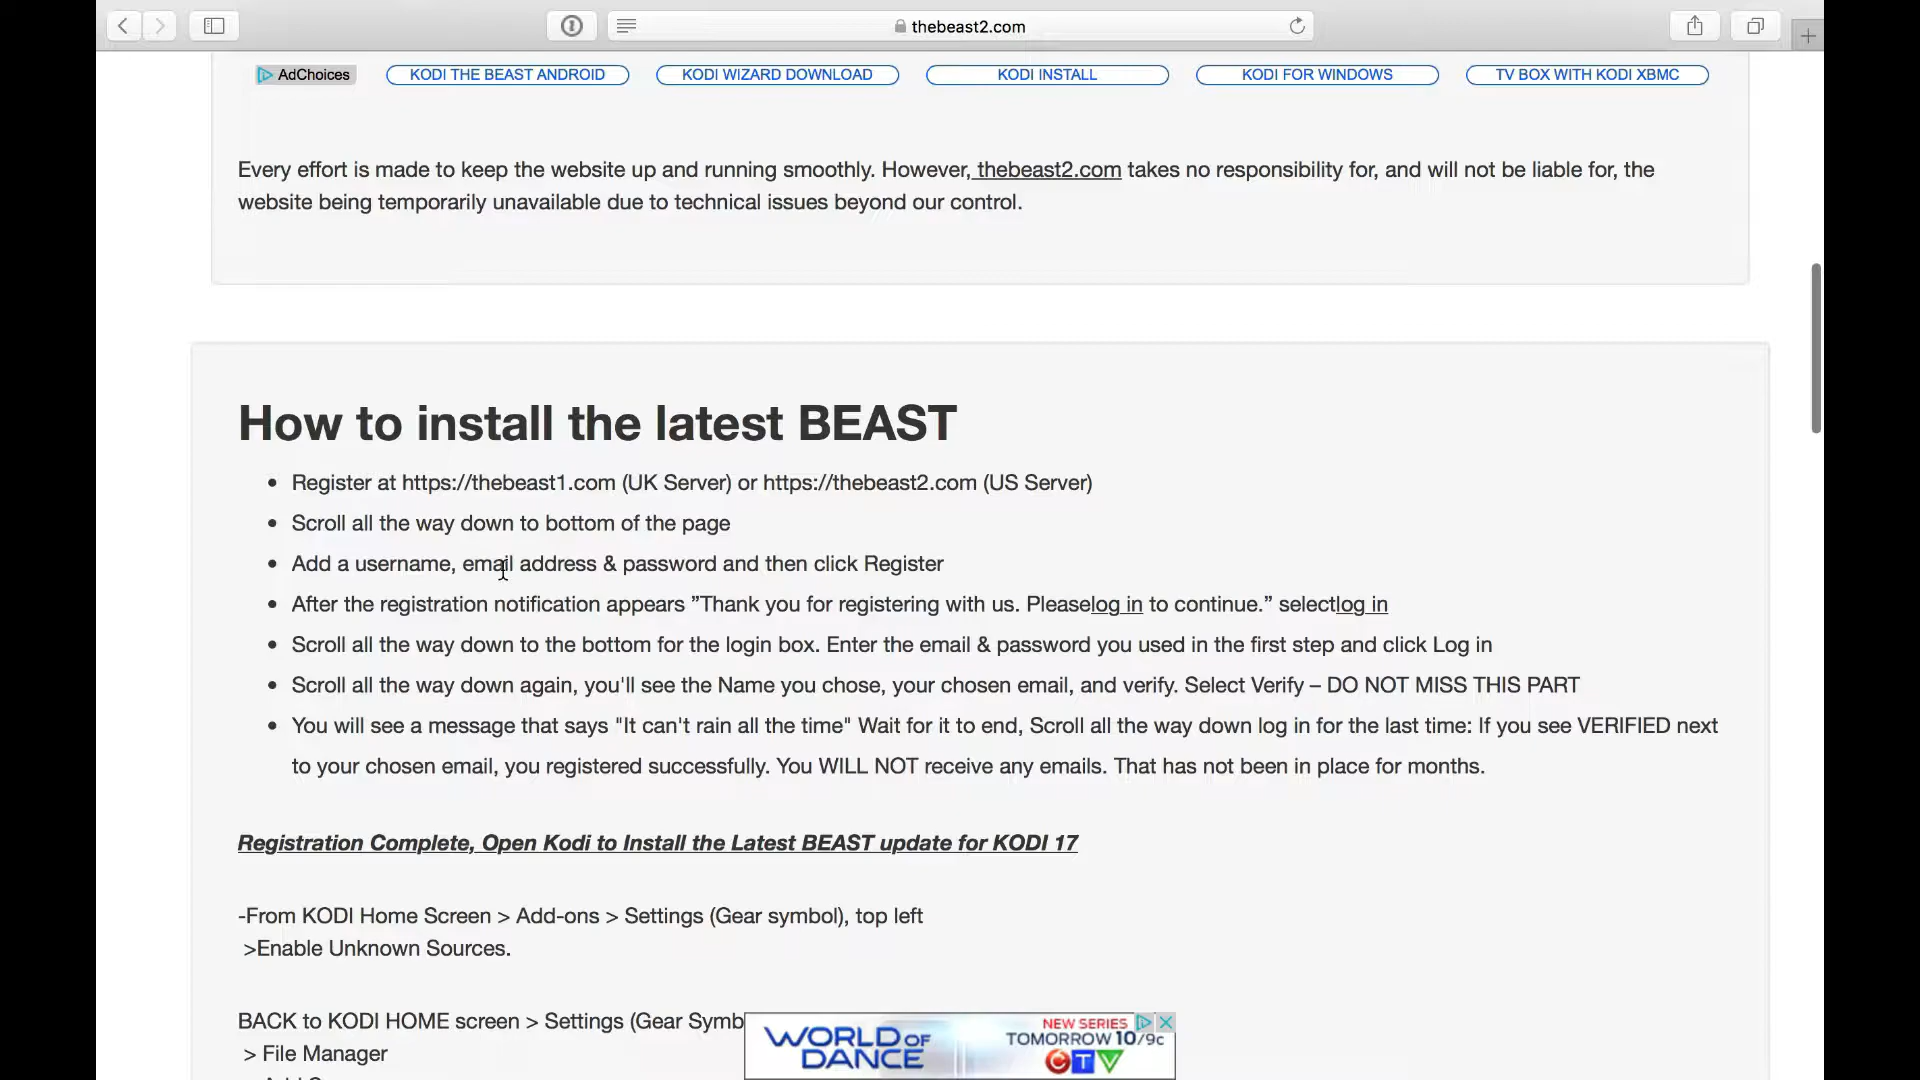 thebeast2.com
AdChoices
KODI THE BEAST ANDROID
KODI WIZARD DOWNLOAD
KODI INSTALL
KODI FOR WINDOWS
TV BOX WITH KODI XBMC
Every effort is made to keep the website up and running smoothly. However, thebeast2.com takes no responsibility for, and will not be liable for, the
website being temporarily unavailable due to technical issues beyond our control.
How to install the latest BEAST
• Register at https://thebeast1.com (UK Server) or https://thebeast2.com (US Server)
• Scroll all the way down to bottom of the page
• Add a username, email address & password and then click Register
• After the registration notification appears ”Thank you for registering with us. Pleaselog in to continue.” selectlog in
• Scroll all the way down to the bottom for the login box. Enter the email & password you used in the first step and click Log in
• Scroll all the way down again, you'll see the Name you chose, your chosen email, and verify. Select Verify – DO NOT MISS THIS PART
• You will see a message that says "It can't rain all the time" Wait for it to end, Scroll all the way down log in for the last time: If you see VERIFIED next
to your chosen email, you registered successfully. You WILL NOT receive any emails. That has not been in place for months.
Registration Complete, Open Kodi to Install the Latest BEAST update for KODI 17
-From KODI Home Screen > Add-ons > Settings (Gear symbol), top left
>Enable Unknown Sources.
BACK to KODI HOME screen > Settings (Gear Symb
> File Manager
WORLD OF
DANCE
NEW SERIES
TOMORROW 10/9c
CTV